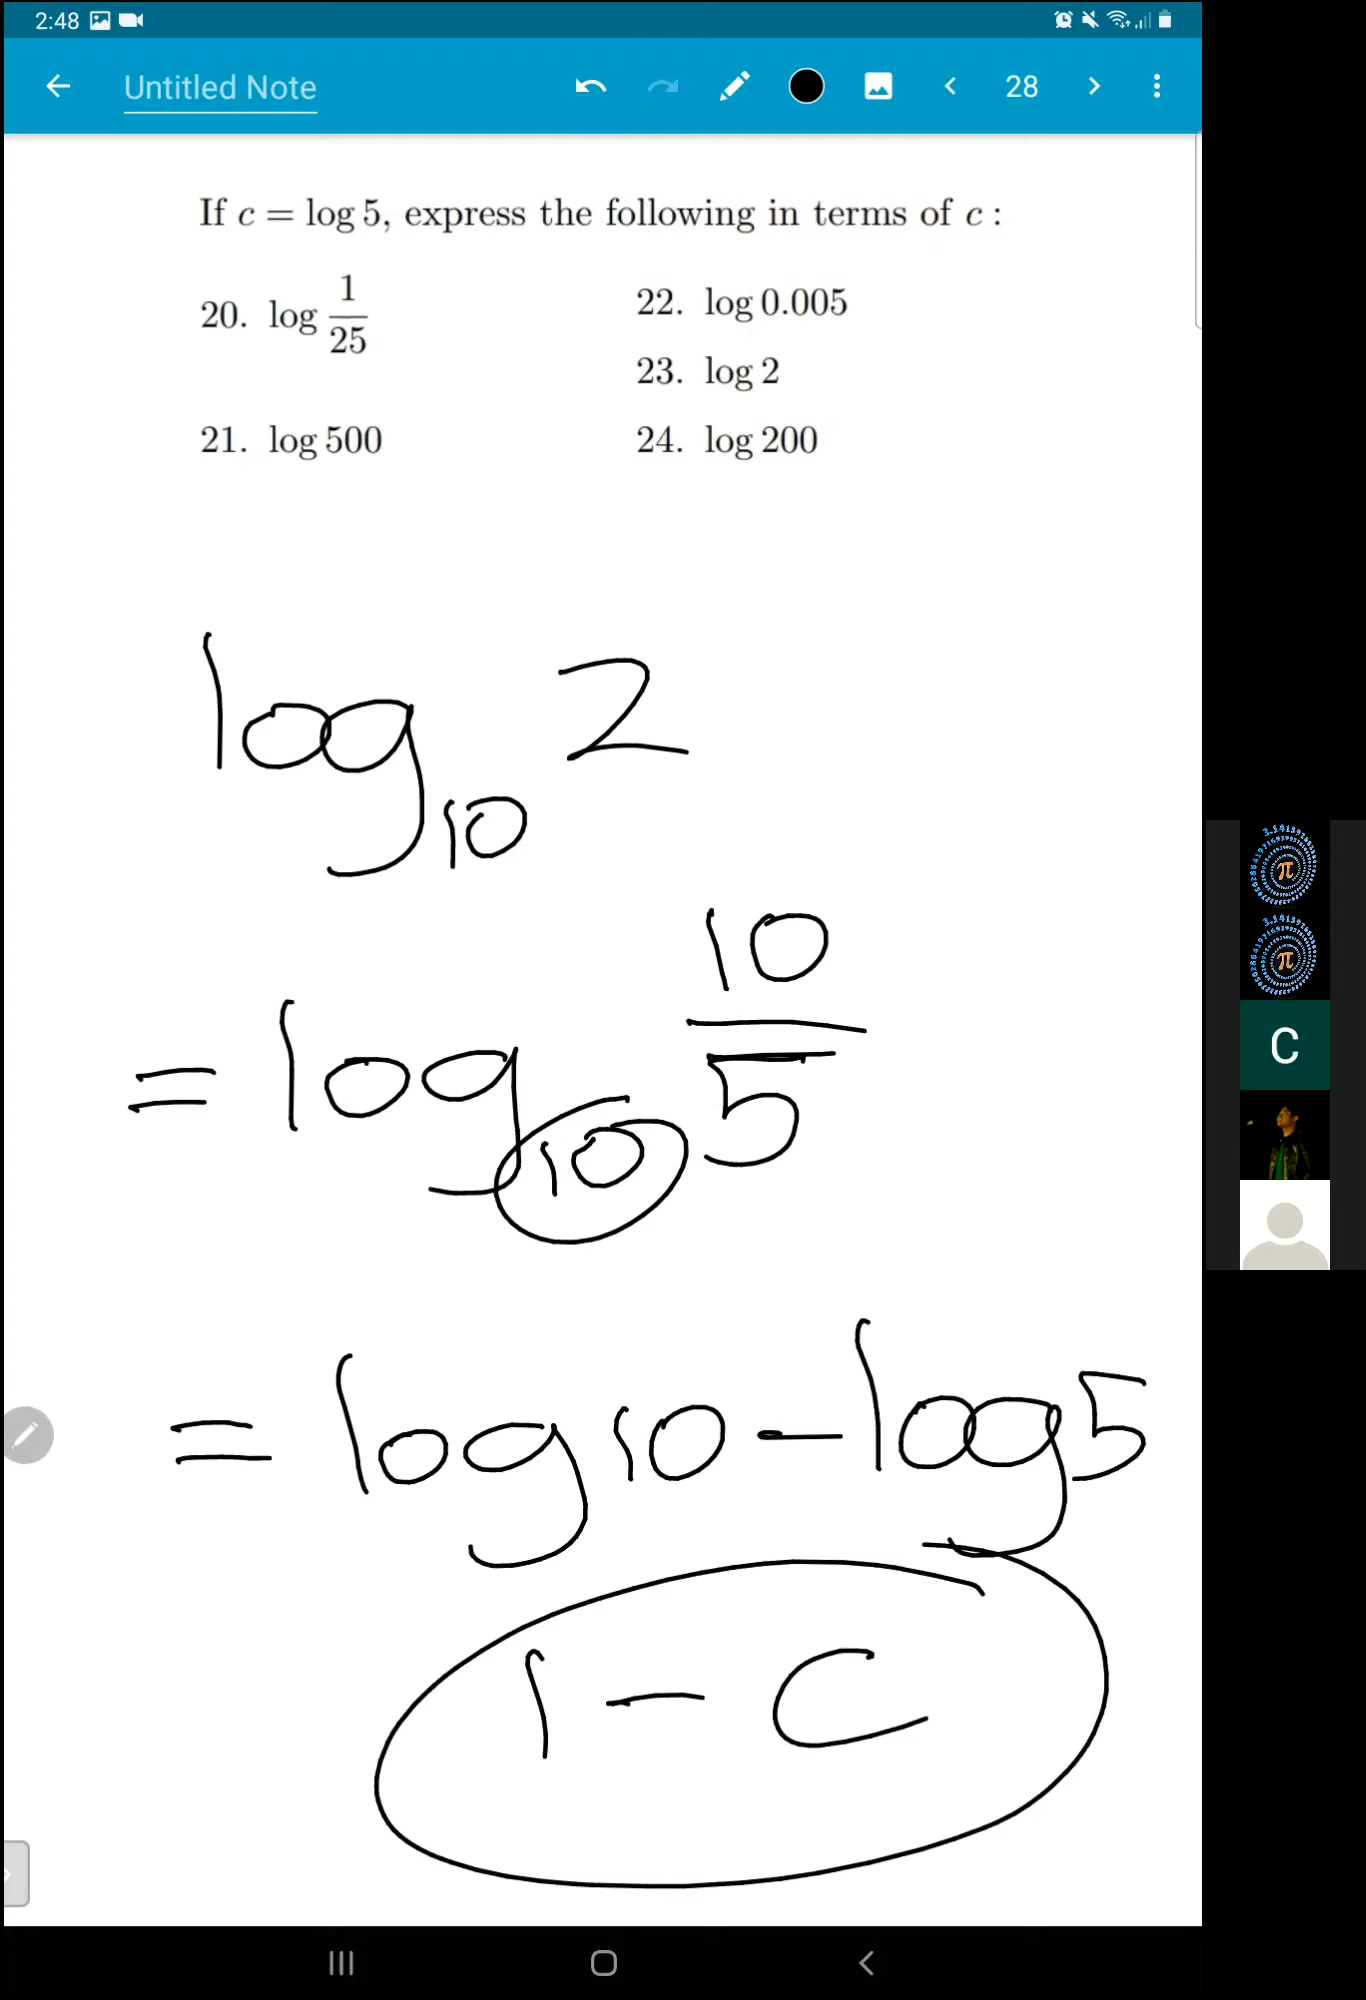 2:48
Untitled Note
28
If c = log 5, express the following in terms of c :
20. log 1/25
22. log 0.005
23. log 2
21. log 500
24. log 200
log₁₀ 2
= log₁₀ 10/5
= log 10 - log 5
1 - C
C
π
π